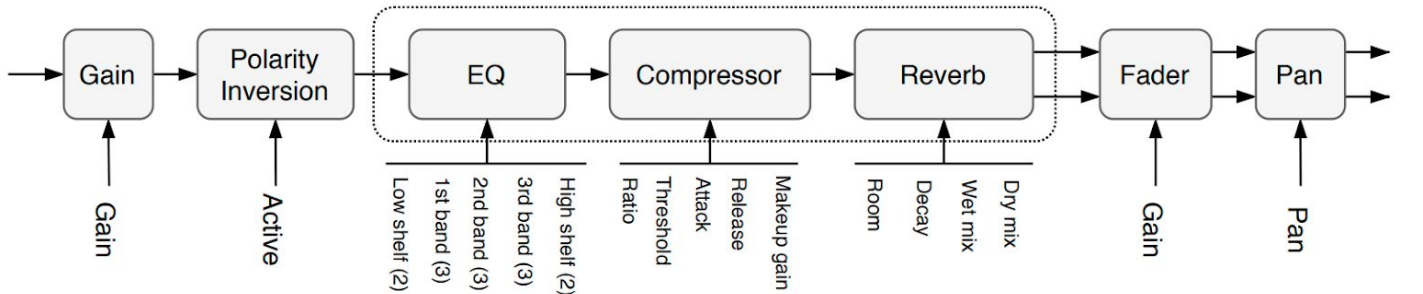 Gain
Polarity
Inversion
EQ
Compressor
Reverb
Fader
Pan
Gain
Active
Low shelf (2)
1st band (3)
2nd band (3)
3rd band (3)
High shelf (2)
Ratio
Threshold
Attack
Release
Makeup gain
Room
Decay
Wet mix
Dry mix
Gain
Pan